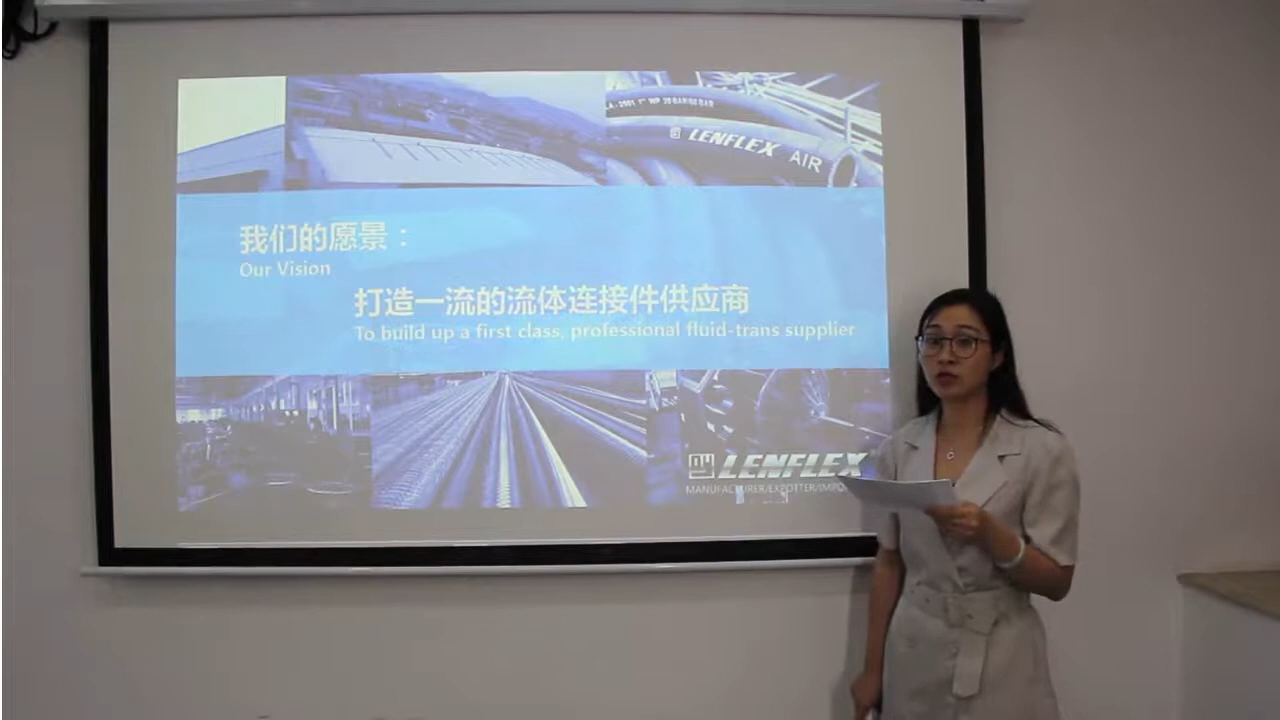 LENFLEX AIR
我们的愿景：
Our Vision
打造一流的流体连接件供应商
To build up a first class, professional fluid-trans supplier
LENFLEX